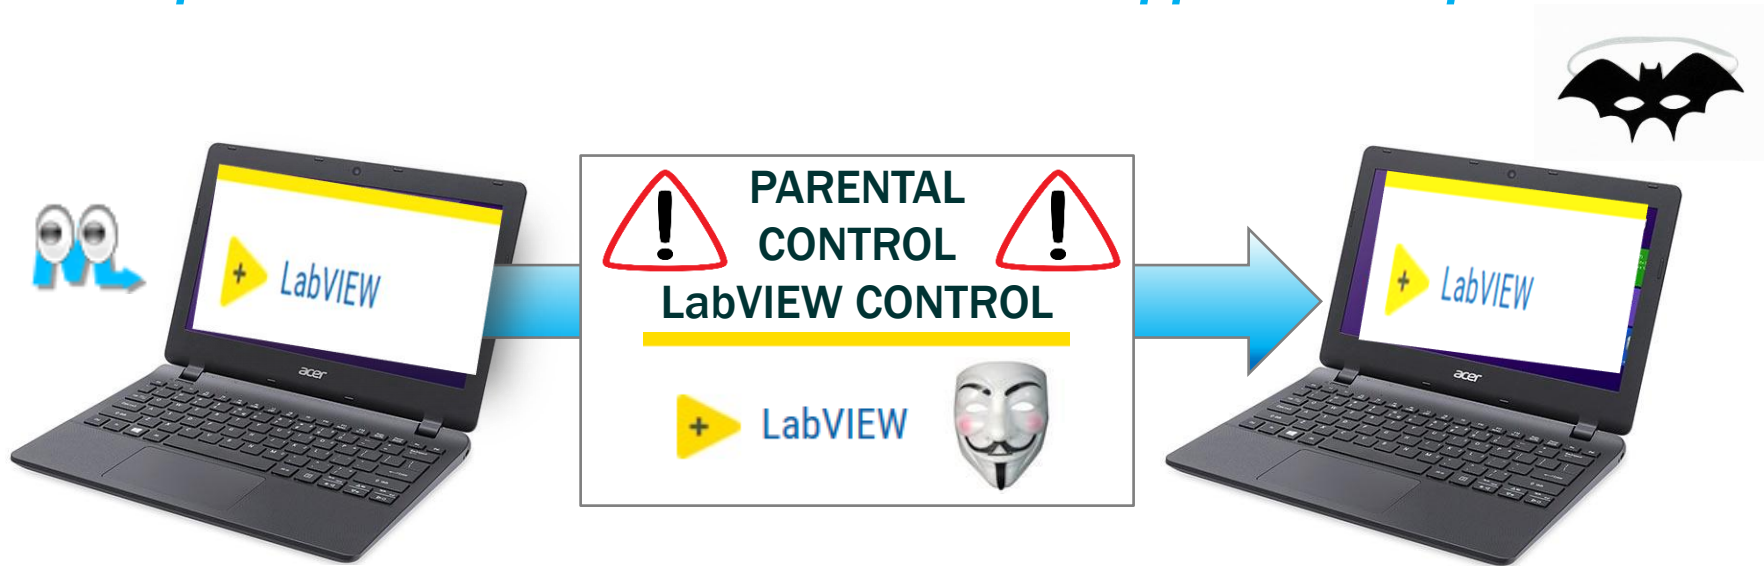 LabVIEW
acer
PARENTAL
CONTROL
LabVIEW CONTROL
LabVIEW
LabVIEW
acer